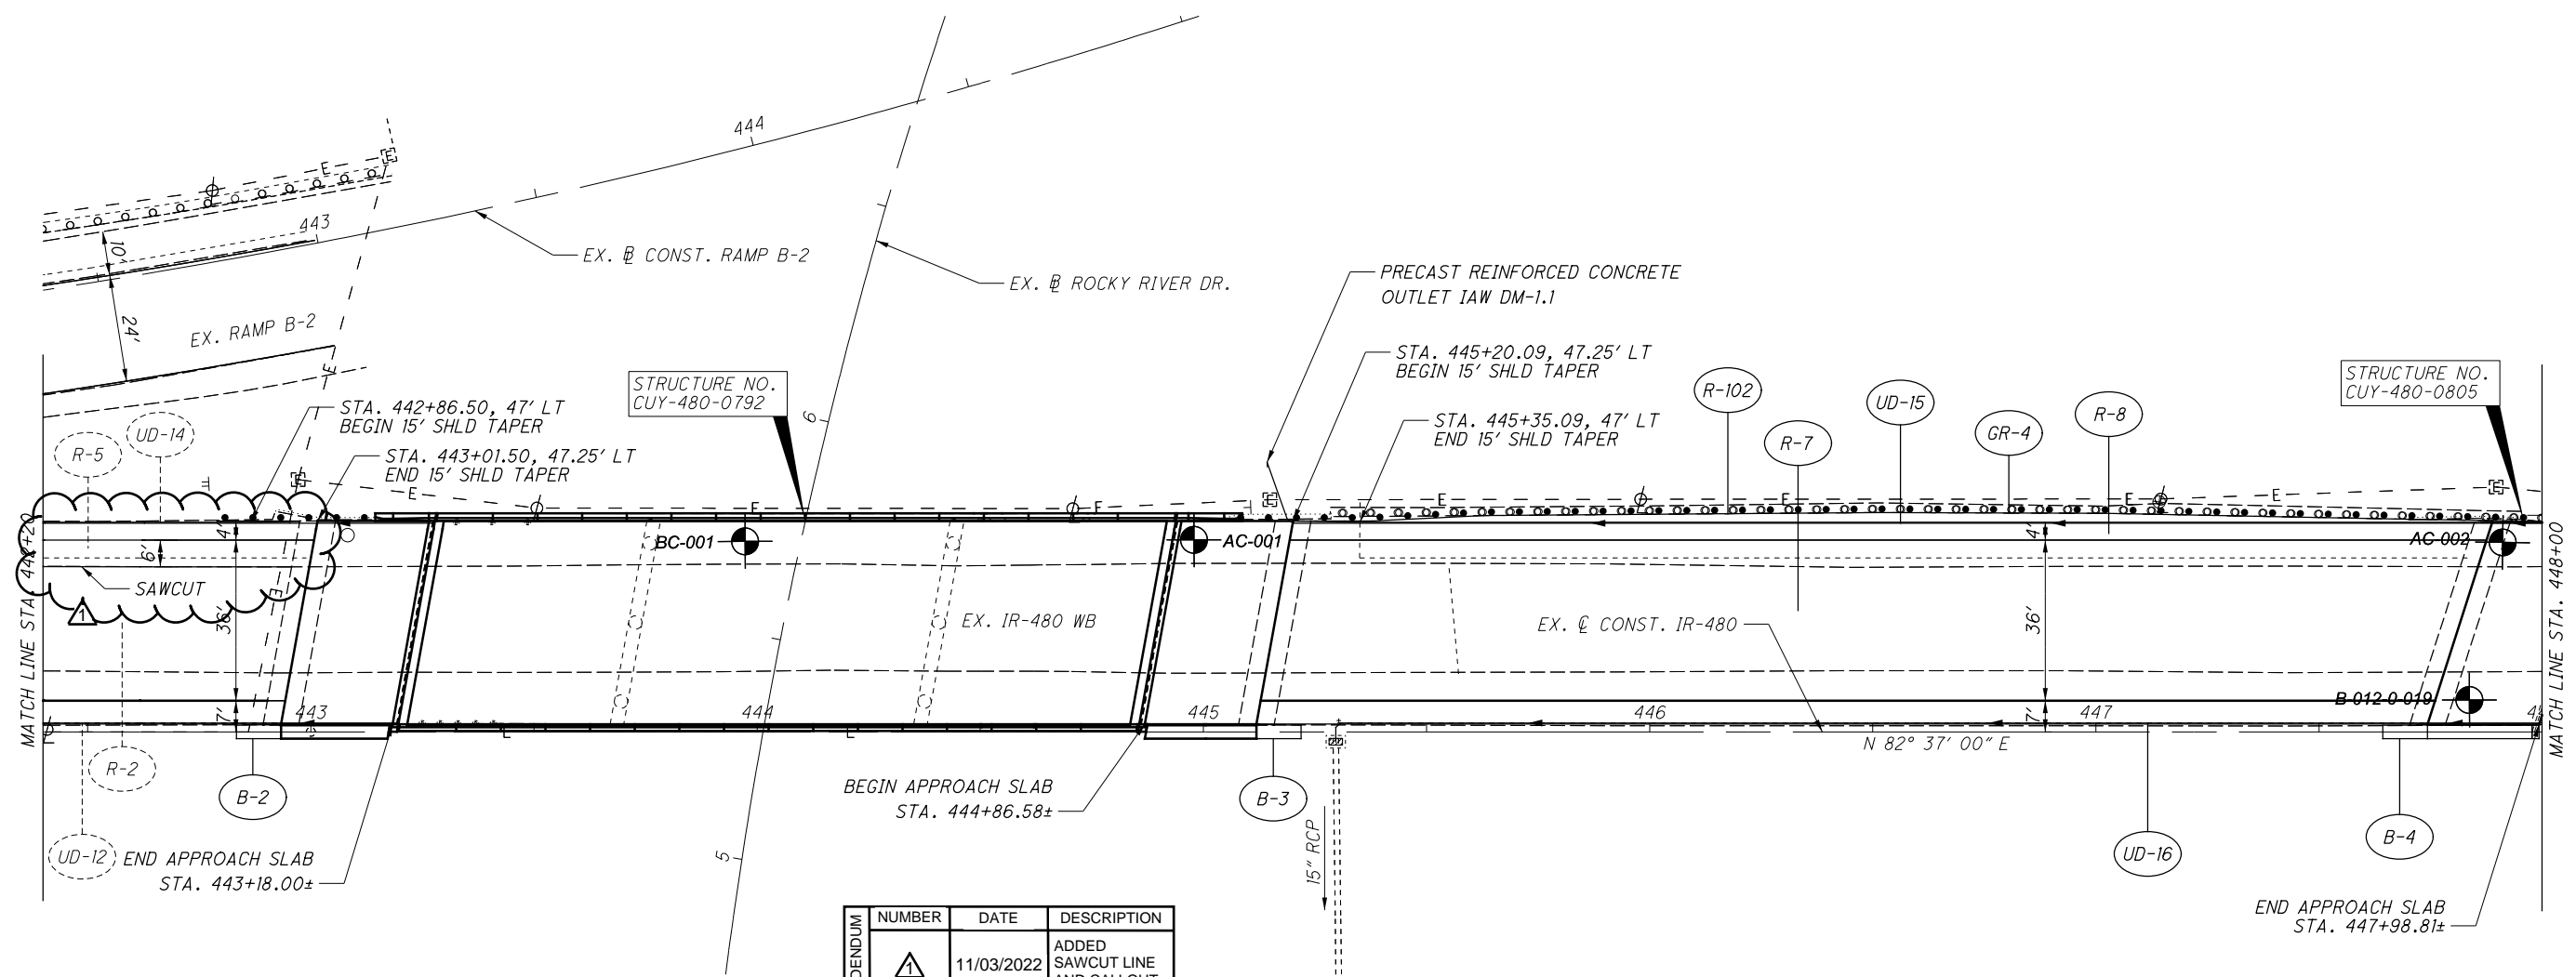 444
443
10'
24'
EX. RAMP B-2
EX. ℄ CONST. RAMP B-2
EX. ℄ ROCKY RIVER DR.
PRECAST REINFORCED CONCRETE
OUTLET IAW DM-1.1
STA. 445+20.09, 47.25' LT
BEGIN 15' SHLD TAPER
STA. 445+35.09, 47' LT
END 15' SHLD TAPER
STRUCTURE NO.
CUY-480-0792
STRUCTURE NO.
CUY-480-0805
STA. 442+86.50, 47' LT
BEGIN 15' SHLD TAPER
STA. 443+01.50, 47.25' LT
END 15' SHLD TAPER
R-5
UD-14
R-102
R-7
UD-15
GR-4
R-8
6
E
E
E
E
E
E
E
E
BC-001
AC-001
AC-002
B-012-0-019
MATCH LINE STA. 442+20
MATCH LINE STA. 448+00
4'
6'
36'
7'
SAWCUT
1
EX. IR-480 WB
EX. ℄ CONST. IR-480
4'
36'
7'
443
444
445
446
447
N 82° 37' 00" E
R-2
B-2
UD-12
END APPROACH SLAB
STA. 443+18.00±
BEGIN APPROACH SLAB
STA. 444+86.58±
5
B-3
15" RCP
UD-16
B-4
END APPROACH SLAB
STA. 447+98.81±
NUMBER DATE DESCRIPTION
1 11/03/2022 ADDED
SAWCUT LINE